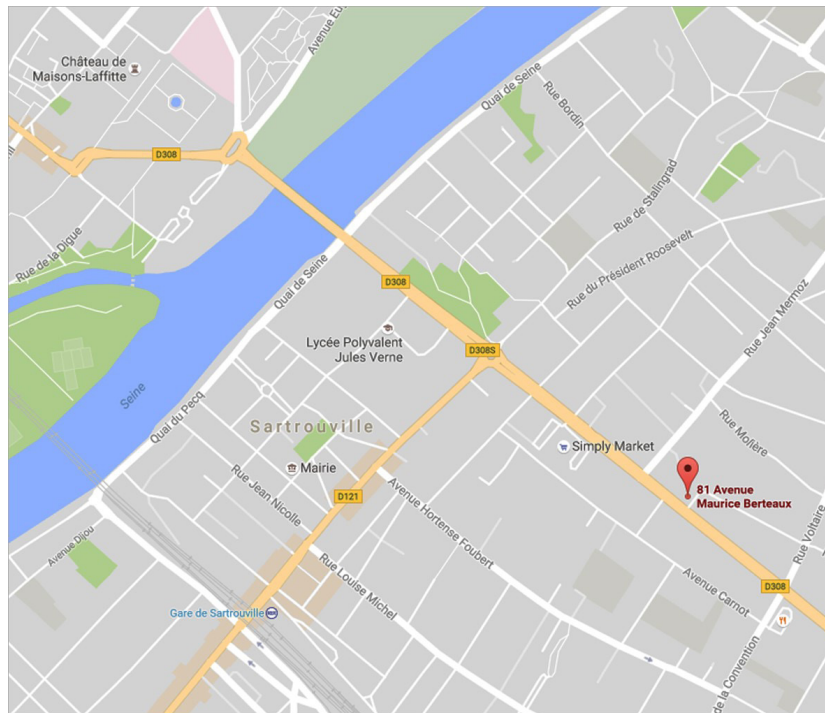 Château de
Maisons-Laffitte
Quai de Seine
Rue Bordin
D308
Rue de Stalingrad
Rue de la Digue
Rue du Président Roosevelt
Quai de Seine
D308
Rue Jean Mermoz
Lycée Polyvalent
Jules Verne
D308S
Seine
Quai du Pecq
Sartrouville
Rue Molière
Simply Market
Mairie
81 Avenue
Maurice Berteaux
D121
Rue Jean Nicolle
Avenue Hortense Foubert
Rue Voltaire
Avenue Dijou
Rue Louise Michel
Avenue Carnot
D308
Gare de Sartrouville
RER
de la Convention